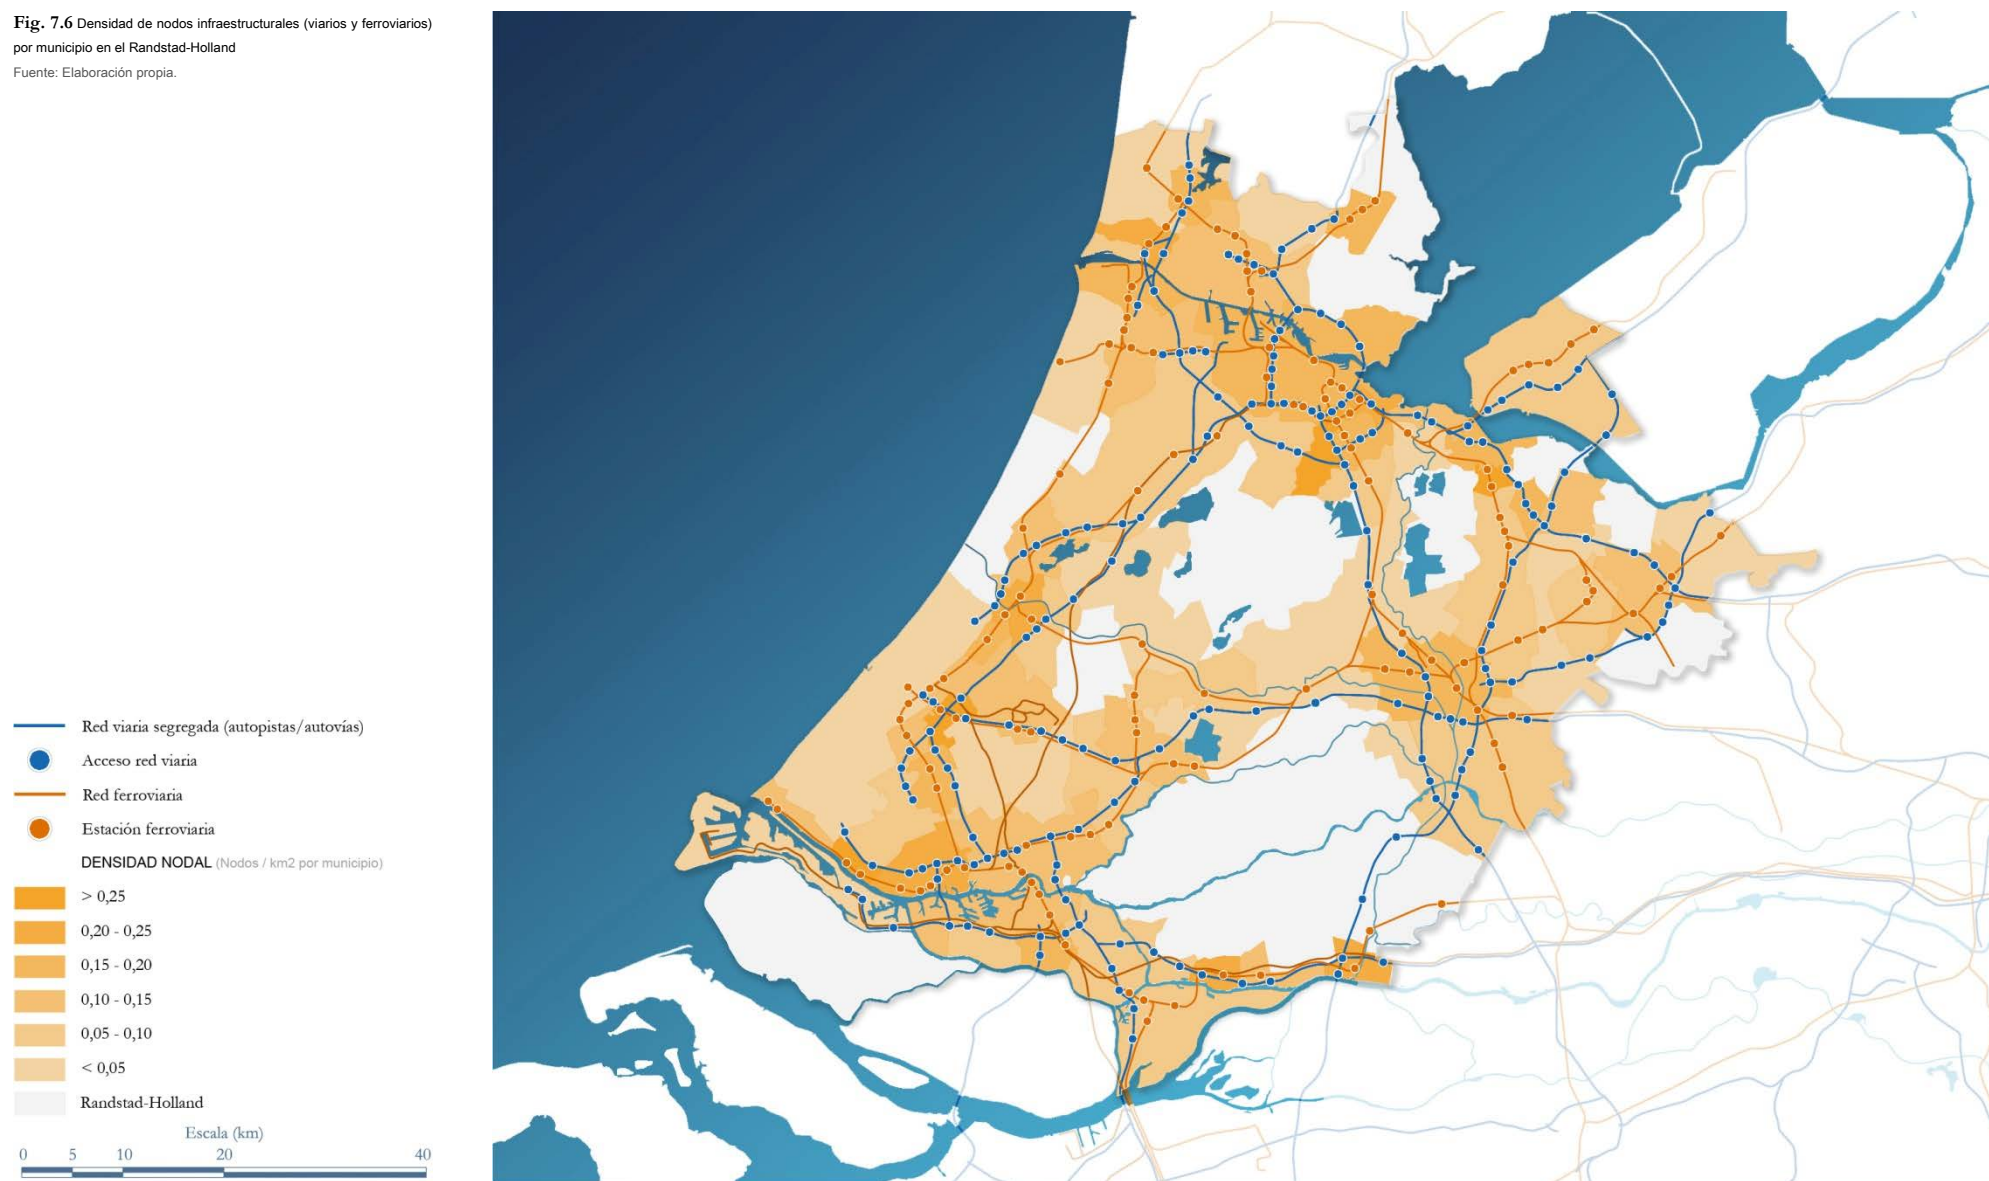 Fig. 7.6 Densidad de nodos infraestructurales (viarios y ferroviarios)
por municipio en el Randstad-Holland
Fuente: Elaboración propia.
Red viaria segregada (autopistas/autovías)
Acceso red viaria
Red ferroviaria
Estación ferroviaria
DENSIDAD NODAL (Nodos / km2 por municipio)
> 0,25
0,20 - 0,25
0,15 - 0,20
0,10 - 0,15
0,05 - 0,10
< 0,05
Randstad-Holland
Escala (km)
0 5 10 20 40